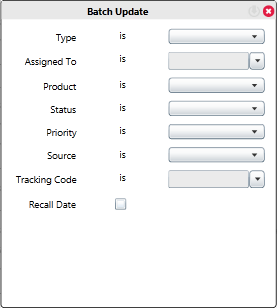 Batch Update
Type is
Assigned To is
Product is
Status is
Priority is
Source is
Tracking Code is
Recall Date